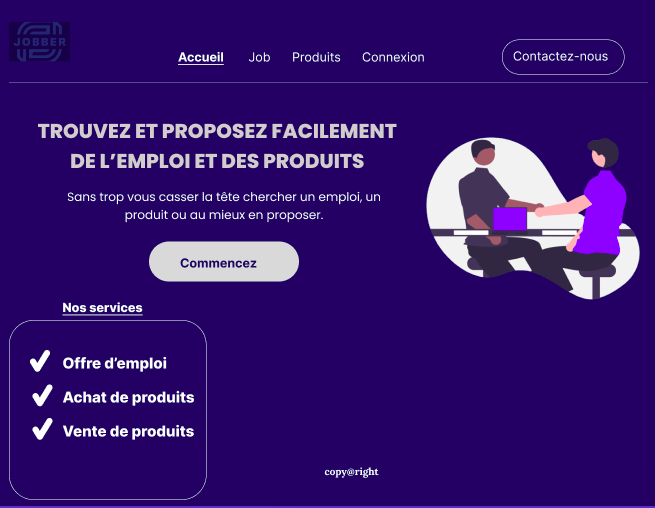 JOBBER
Accueil Job Produits Connexion Contactez-nous
TROUVEZ ET PROPOSEZ FACILEMENT
DE L’EMPLOI ET DES PRODUITS
Sans trop vous casser la tête chercher un emploi, un
produit ou au mieux en proposer.
Commencez
Nos services
Offre d’emploi
Achat de produits
Vente de produits
copy@right